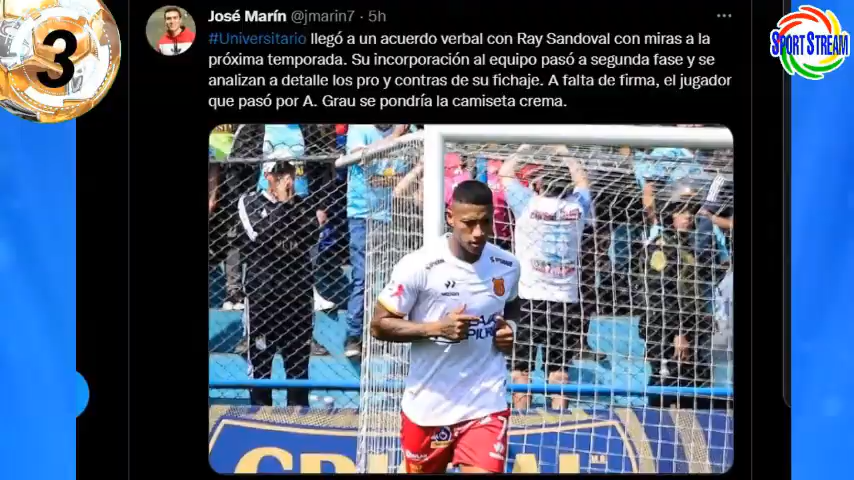 3
José Marín @jmarin7 · 5h
SPORT STREAM
#Universitario llegó a un acuerdo verbal con Ray Sandoval con miras a la
próxima temporada. Su incorporación al equipo pasó a segunda fase y se
analizan a detalle los pro y contras de su fichaje. A falta de firma, el jugador
que pasó por A. Grau se pondría la camiseta crema.